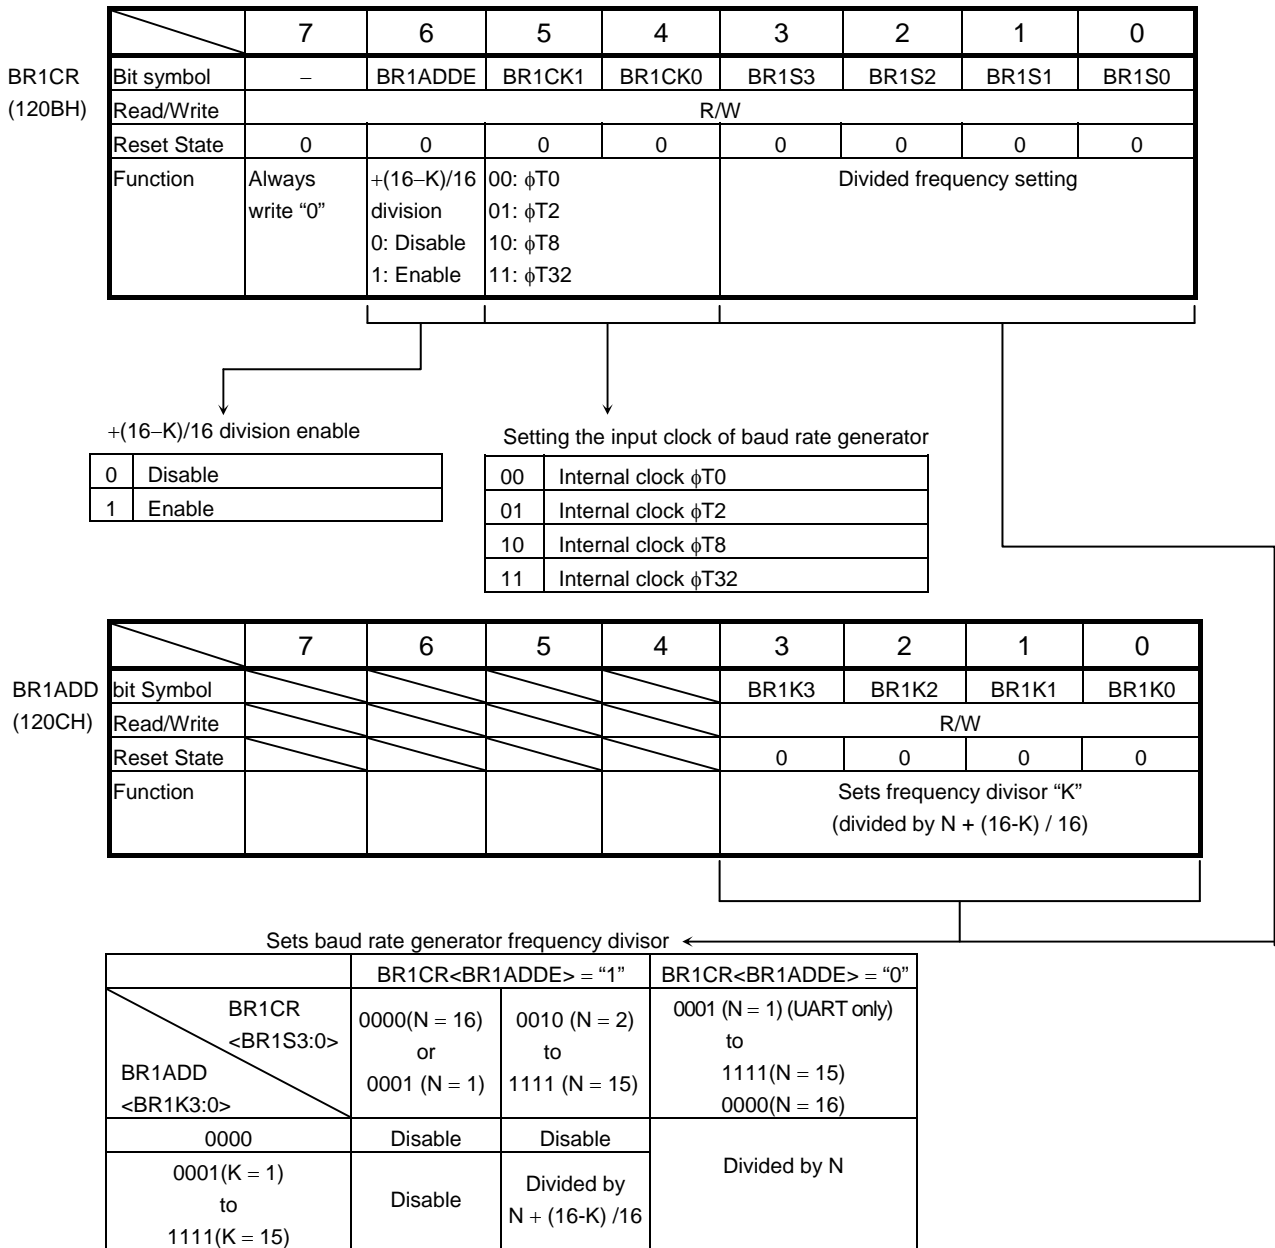 7 6 5 4 3 2 1 0
BR1CR Bit symbol – BR1ADDE BR1CK1 BR1CK0 BR1S3 BR1S2 BR1S1 BR1S0
(120BH) Read/Write R/W
Reset State 0 0 0 0 0 0 0 0
Function Always +(16–K)/16 00: ϕT0 Divided frequency setting
write “0” division 01: ϕT2
0: Disable 10: ϕT8
1: Enable 11: ϕT32
+(16–K)/16 division enable
0 Disable
1 Enable
Setting the input clock of baud rate generator
00 Internal clock ϕT0
01 Internal clock ϕT2
10 Internal clock ϕT8
11 Internal clock ϕT32
7 6 5 4 3 2 1 0
BR1ADD bit Symbol BR1K3 BR1K2 BR1K1 BR1K0
(120CH) Read/Write R/W
Reset State 0 0 0 0
Function Sets frequency divisor “K”
(divided by N + (16-K) / 16)
Sets baud rate generator frequency divisor
BR1CR<BR1ADDE> = “1” BR1CR<BR1ADDE> = “0”
BR1CR
<BR1S3:0>
BR1ADD
<BR1K3:0>
0000(N = 16)
or
0001 (N = 1)
0010 (N = 2)
to
1111 (N = 15)
0001 (N = 1) (UART only)
to
1111(N = 15)
0000(N = 16)
0000 Disable Disable
0001(K = 1)
to
1111(K = 15)
Disable
Divided by
N + (16-K) /16
Divided by N